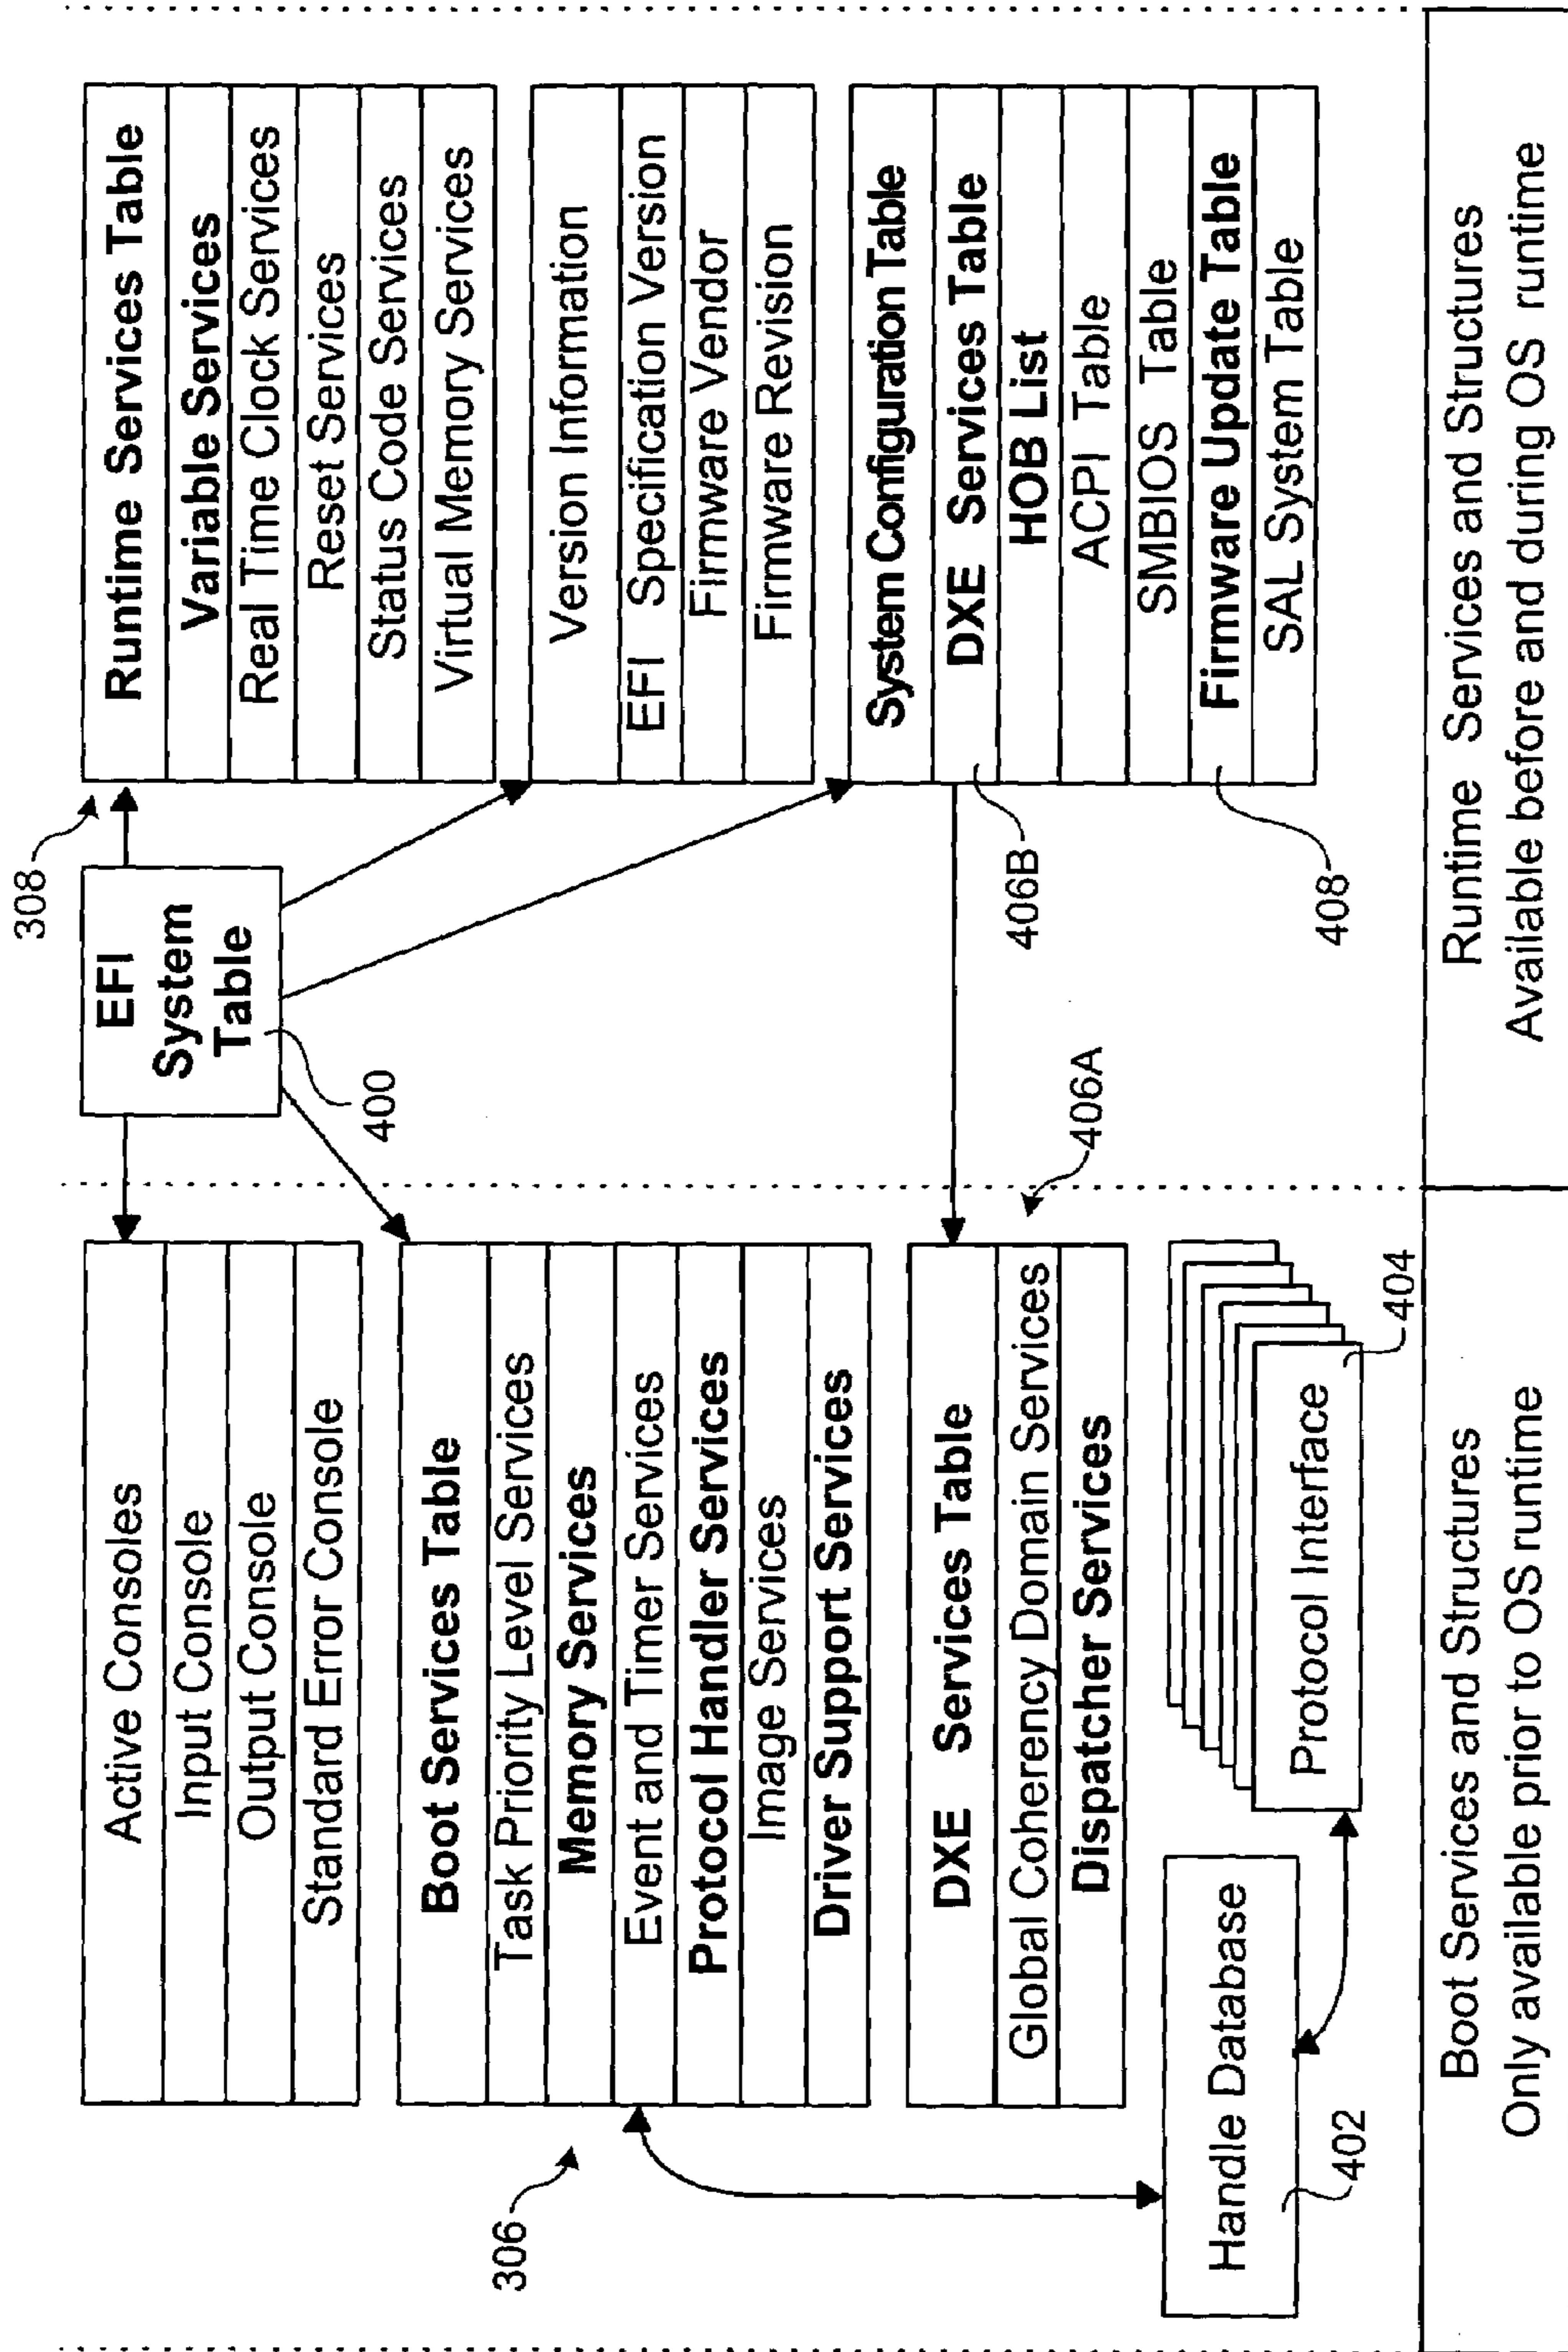 Active Consoles
Input Console
Output Console
Standard Error Console
306
Boot Services Table
Task Priority Level Services
Memory Services
Event and Timer Services
Protocol Handler Services
Image Services
Driver Support Services
DXE Services Table
Global Coherency Domain Services
Dispatcher Services
406A
Handle Database
402
Protocol Interface
404
Boot Services and Structures
Only available prior to OS runtime
EFI
System
Table
400
308
Runtime Services Table
Variable Services
Real Time Clock Services
Reset Services
Status Code Services
Virtual Memory Services
Version Information
EFI Specification Version
Firmware Vendor
Firmware Revision
System Configuration Table
DXE Services Table
HOB List
ACPI Table
SMBIOS Table
Firmware Update Table
SAL System Table
406B
408
Runtime Services and Structures
Available before and during OS runtime